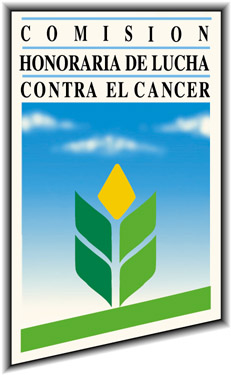 COMISION
HONORARIA DE LUCHA
CONTRA EL CANCER